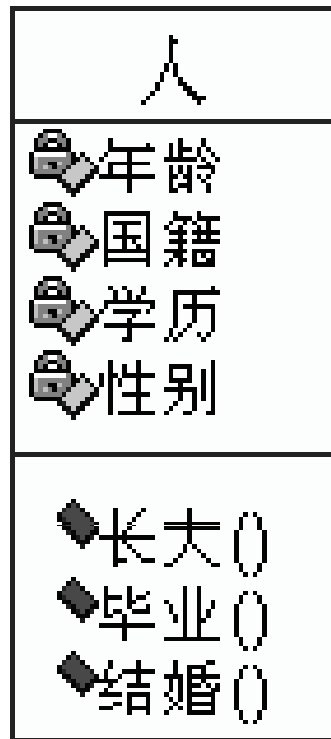 人
年龄
国籍
学历
性别
长大()
毕业()
结婚()